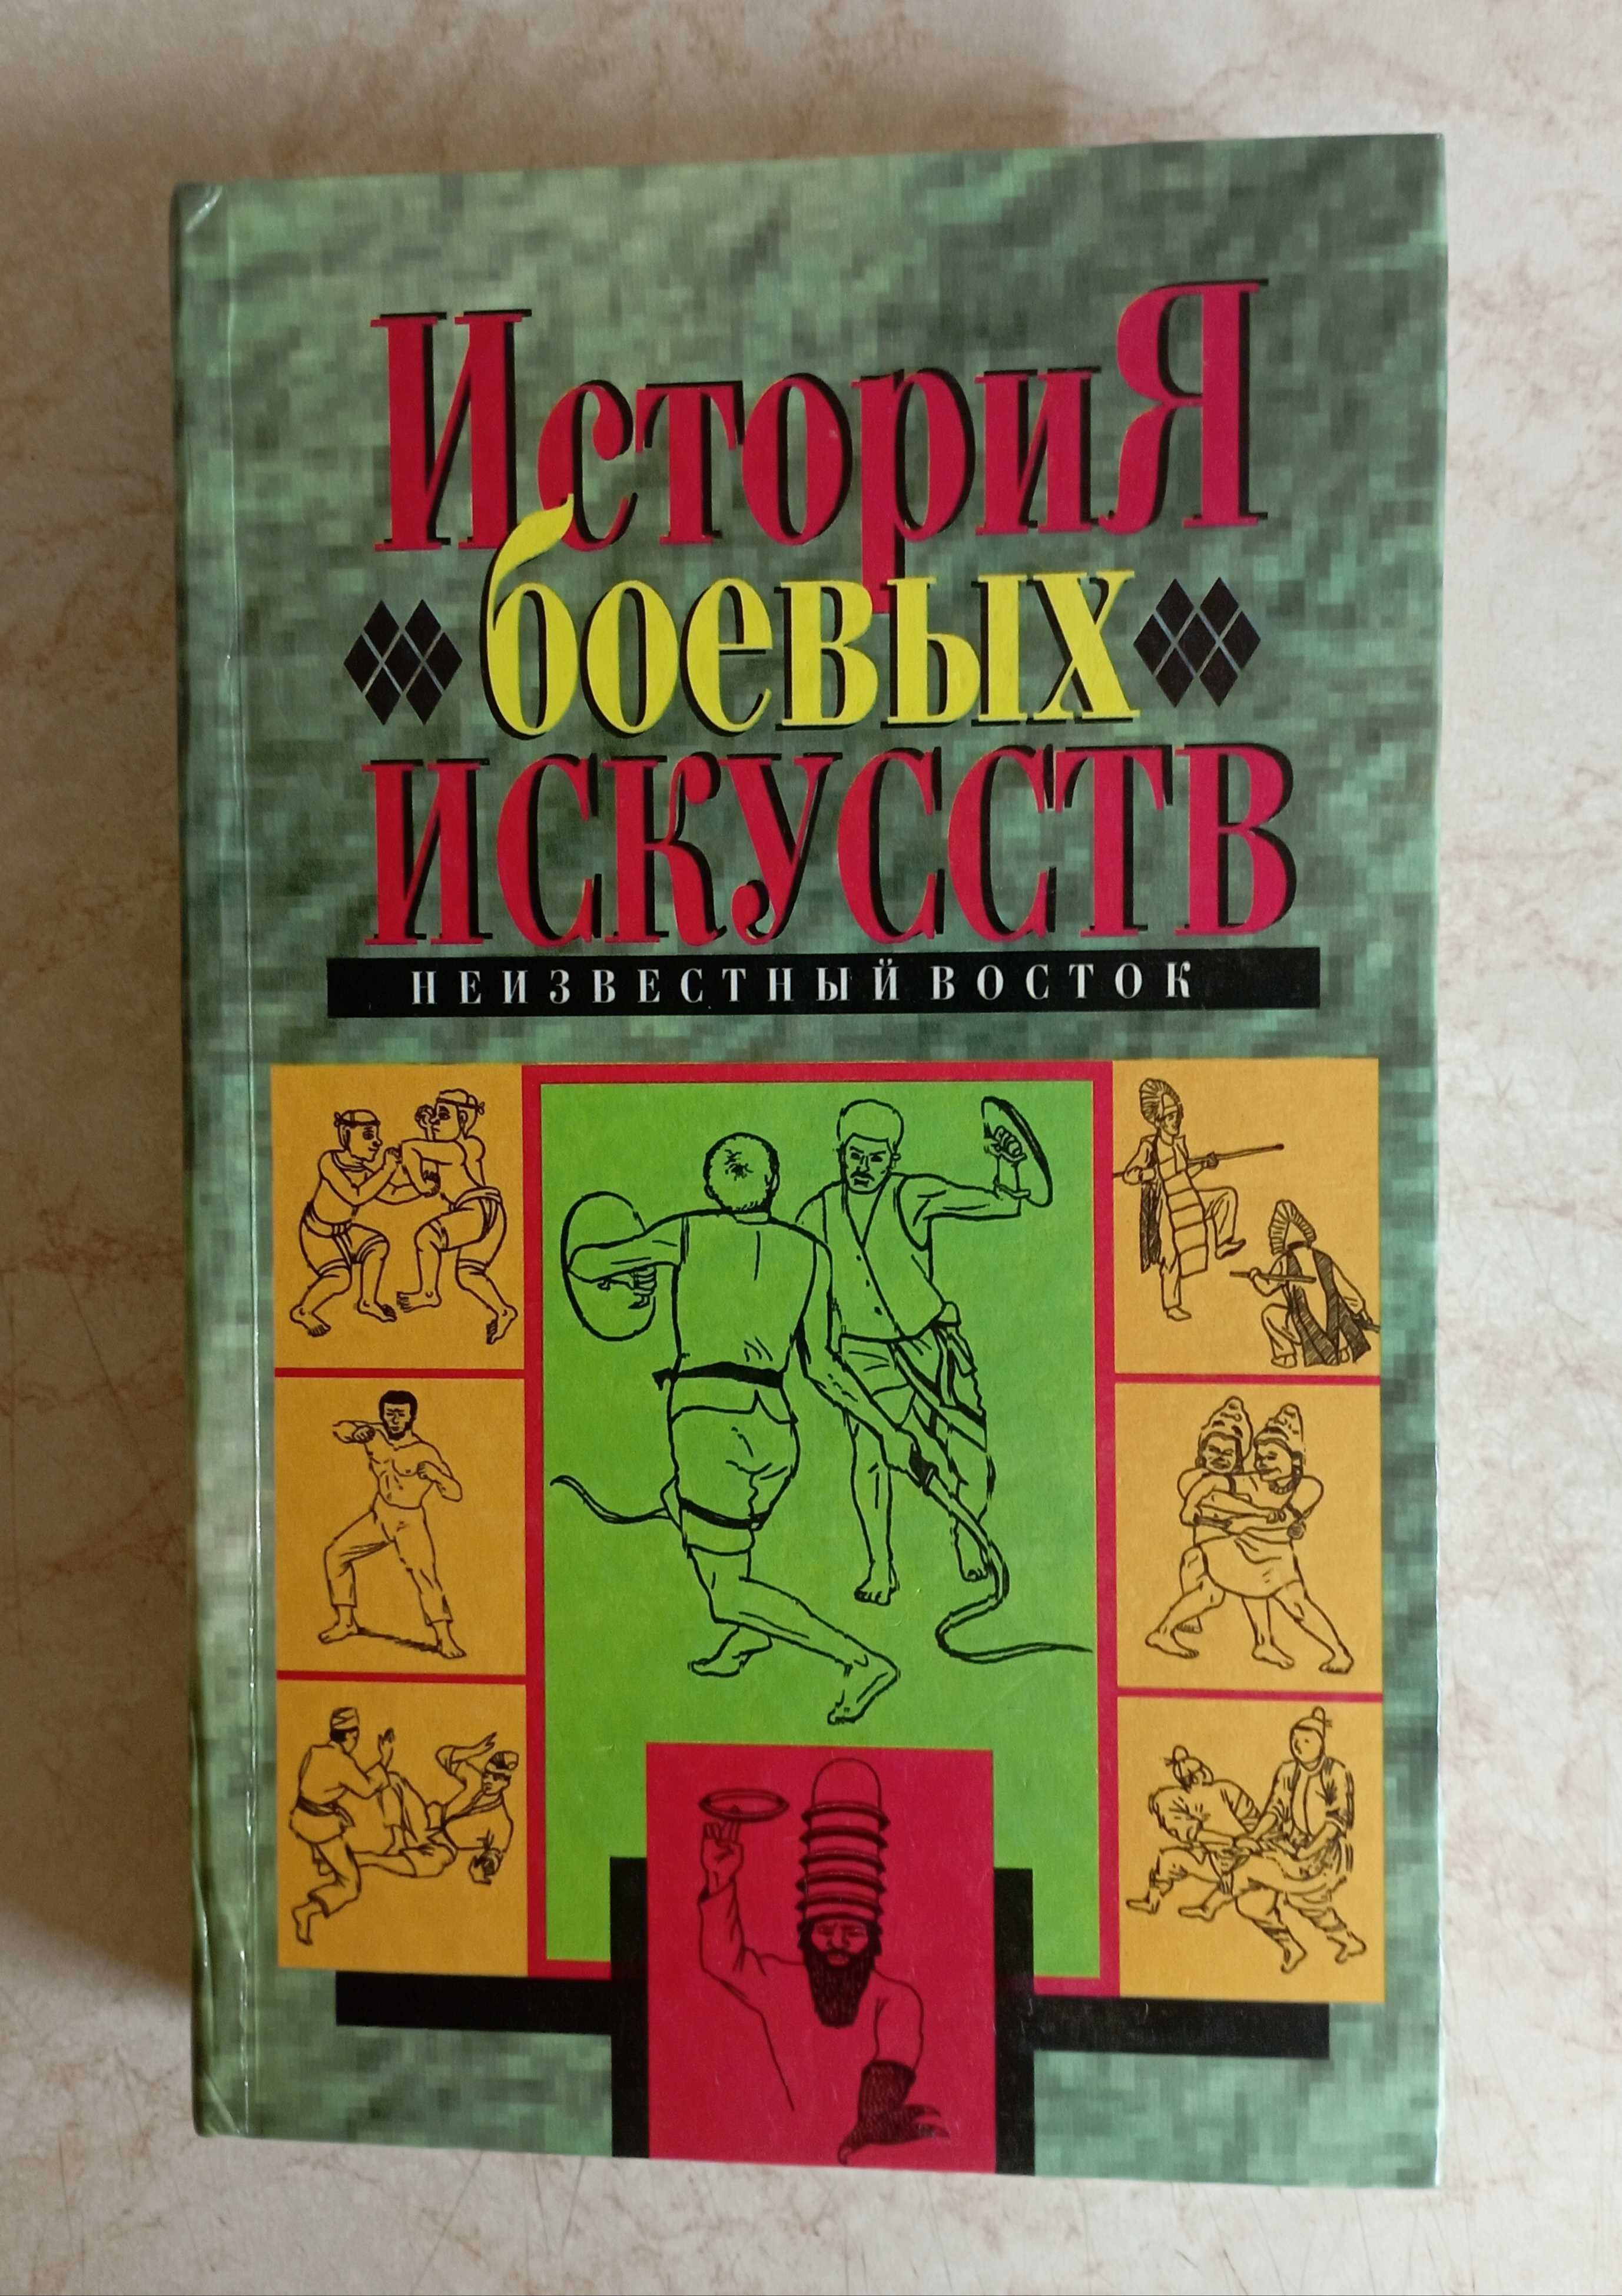 ИсториЯ
боевых
искусств
НЕИЗВЕСТНЫЙ ВОСТОК